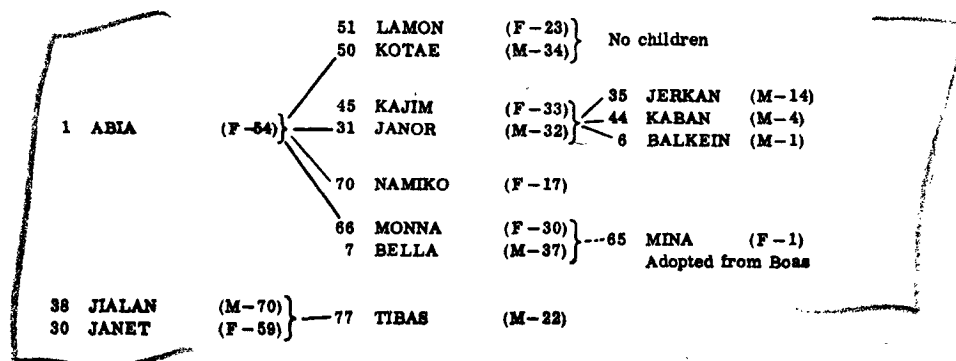 51 LAMON (F-23)
50 KOTAE (M-34) No children
45 KAJIM (F-33) 35 JERKAN (M-14)
1 ABIA (F-54) 31 JANOR (M-32) 44 KABAN (M-4)
6 BALKEIN (M-1)
70 NAMIKO (F-17)
66 MONNA (F-30)
7 BELLA (M-37) 65 MINA (F-1)
Adopted from Boas
38 JIALAN (M-70)
30 JANET (F-59) 77 TIBAS (M-22)